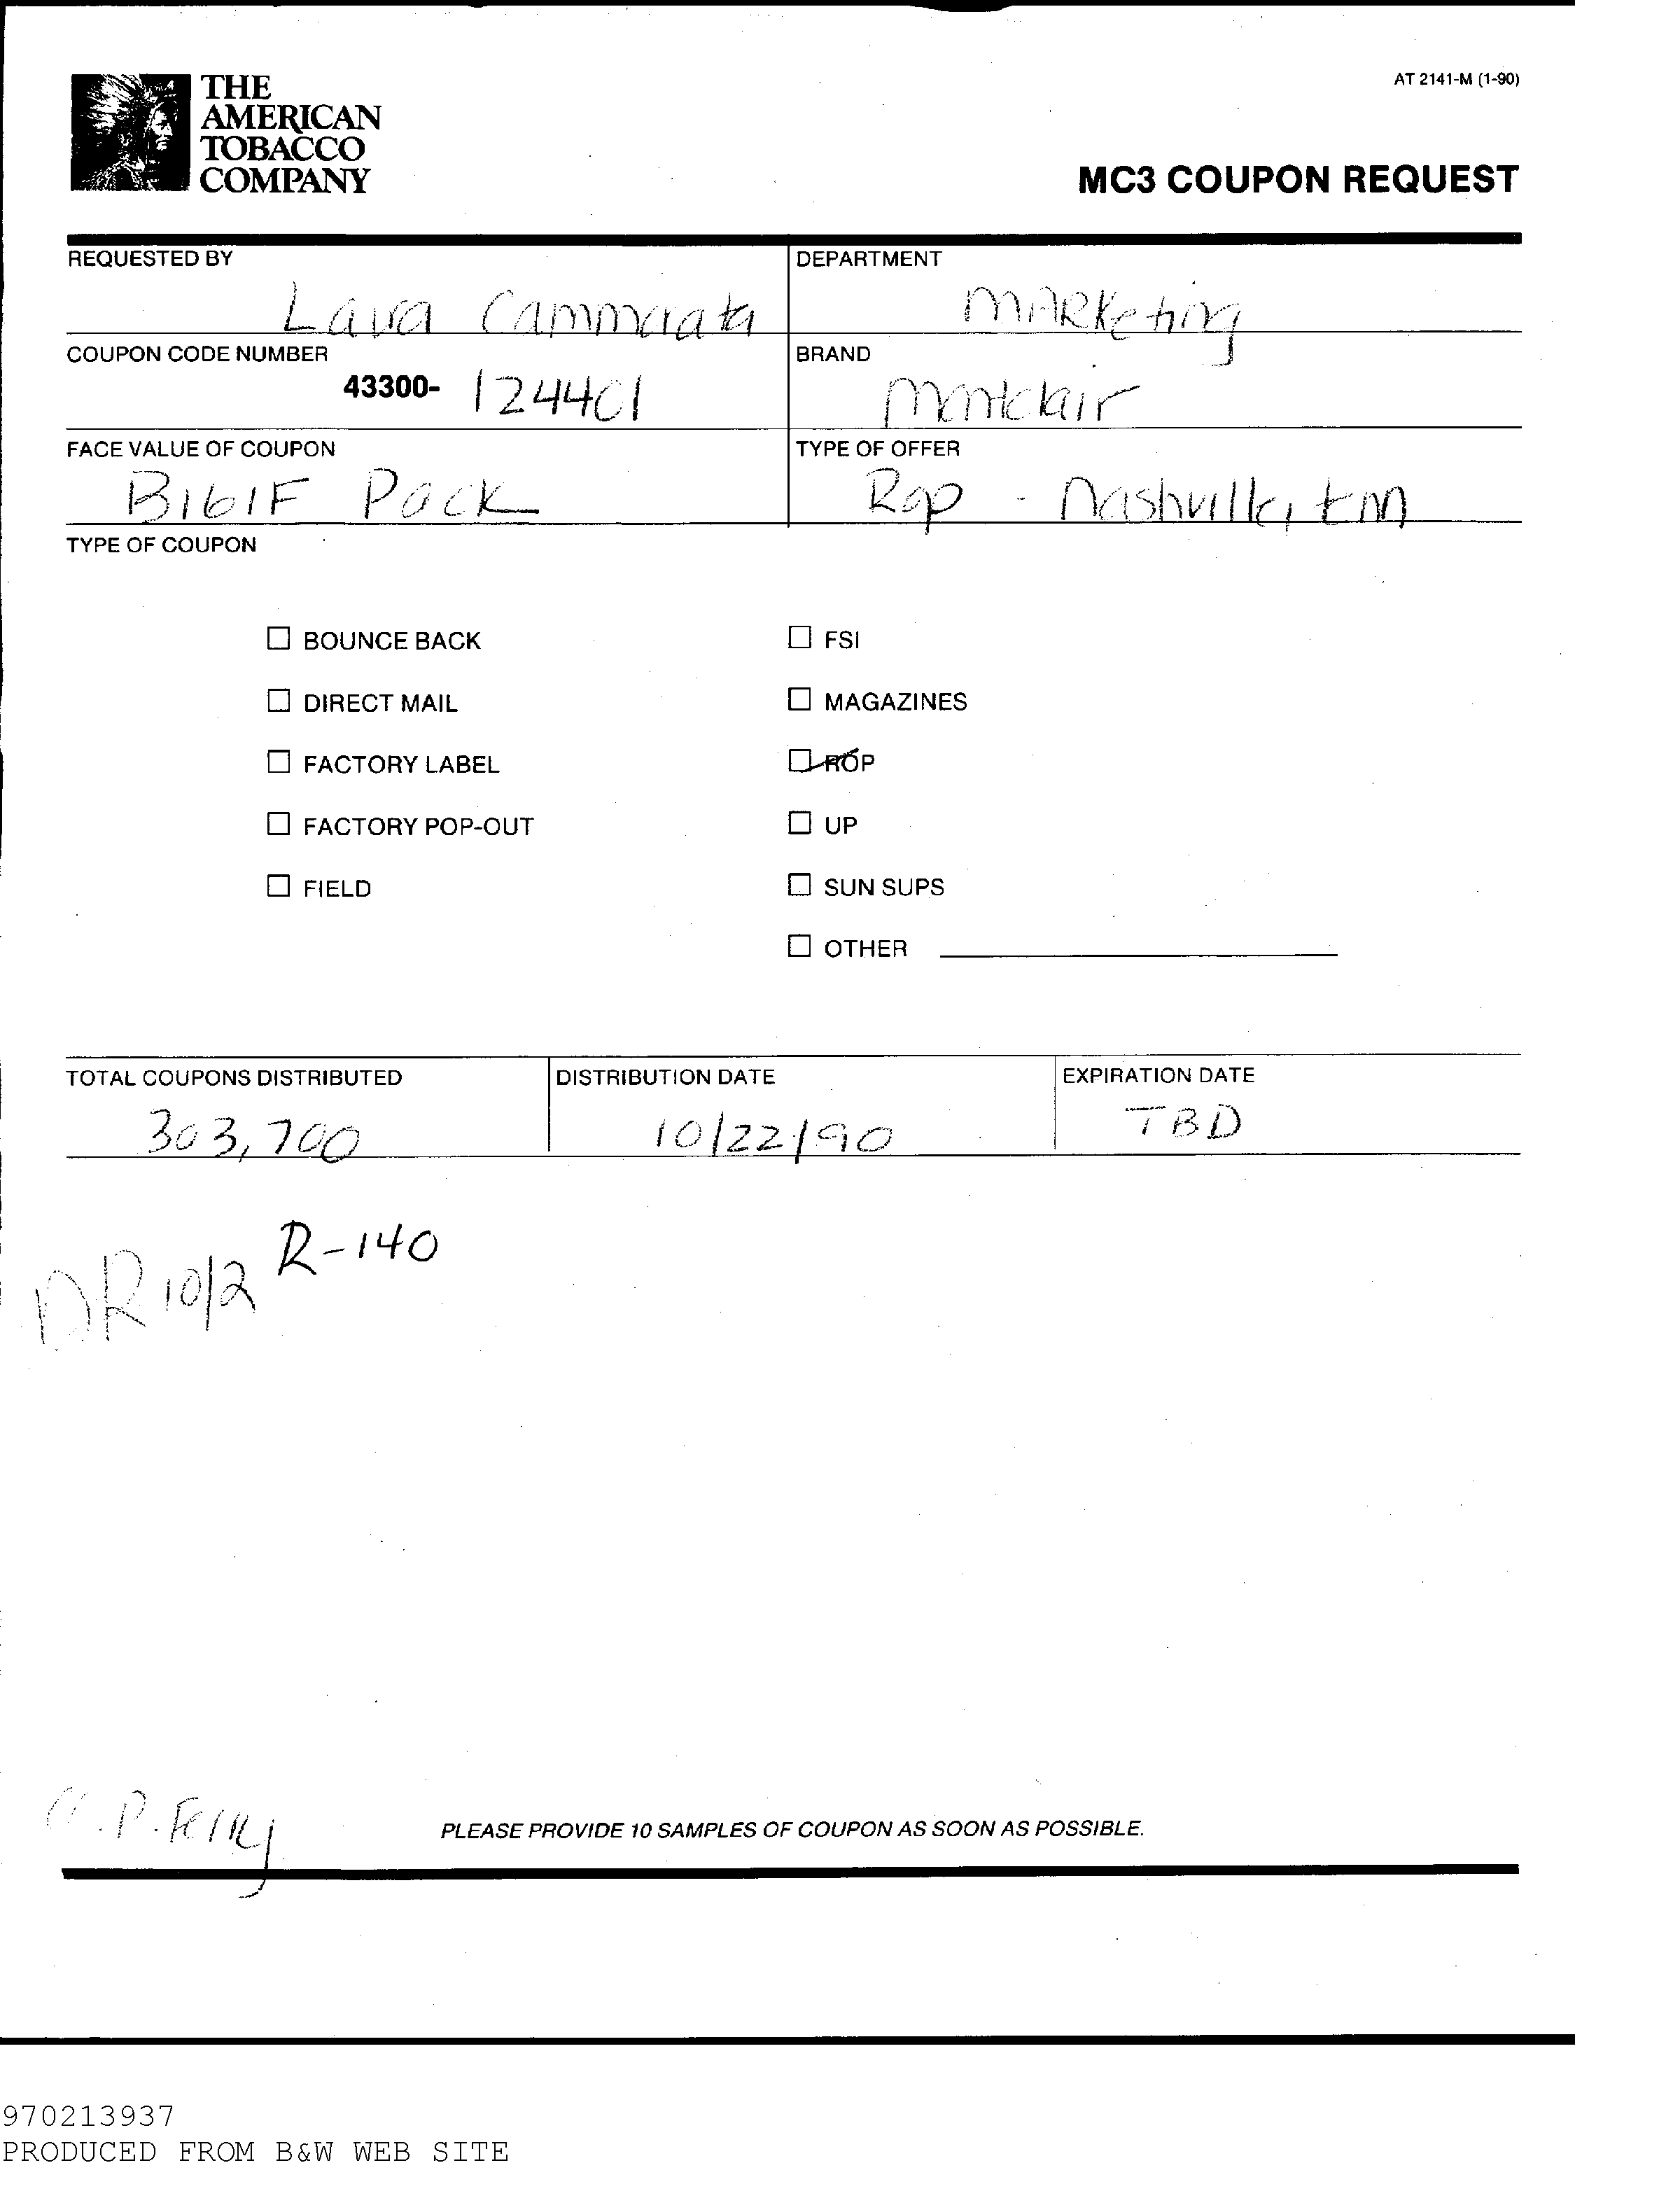 THE
AMERICAN
TOBACCO
COMPANY
AT 2141-M (1-90)
MC3 COUPON REQUEST
REQUESTED BY
Laura Cammarata
DEPARTMENT
MARKeting
COUPON CODE NUMBER
43300- 124401
BRAND
Montclair
FACE VALUE OF COUPON
B1G1F Pack
TYPE OF OFFER
Rop - Nashville, tnn
TYPE OF COUPON
☐ BOUNCE BACK
☐ DIRECT MAIL
☐ FACTORY LABEL
☐ FACTORY POP-OUT
☐ FIELD
☐ FSI
☐ MAGAZINES
☑ ROP
☐ UP
☐ SUN SUPS
☐ OTHER
TOTAL COUPONS DISTRIBUTED
303,700
DISTRIBUTION DATE
10/22/90
EXPIRATION DATE
TBD
R-140
DR 10/2
PLEASE PROVIDE 10 SAMPLES OF COUPON AS SOON AS POSSIBLE.
970213937
PRODUCED FROM B&W WEB SITE